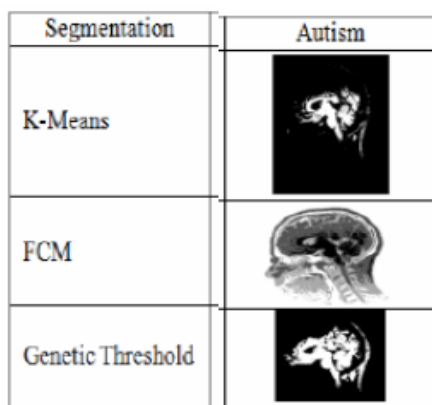 Segmentation
Autism
K-Means
FCM
Genetic Threshold